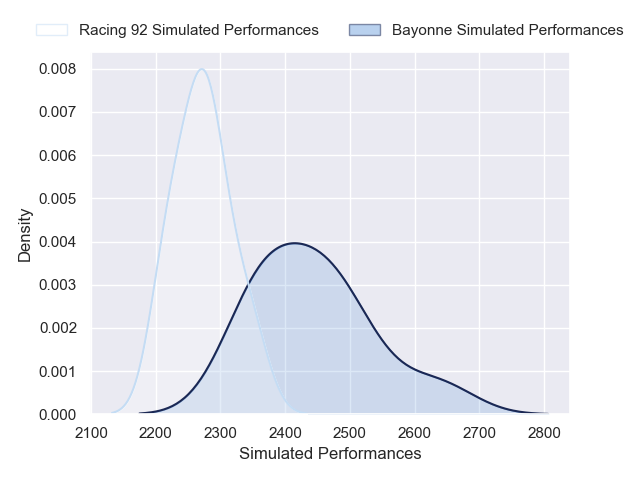 Racing 92 Simulated Performances
Bayonne Simulated Performances
0.008
0.007
0.006
0.005
0.004
0.003
0.002
0.001
0.000
Density
2100 2200 2300 2400 2500 2600 2700 2800
Simulated Performances